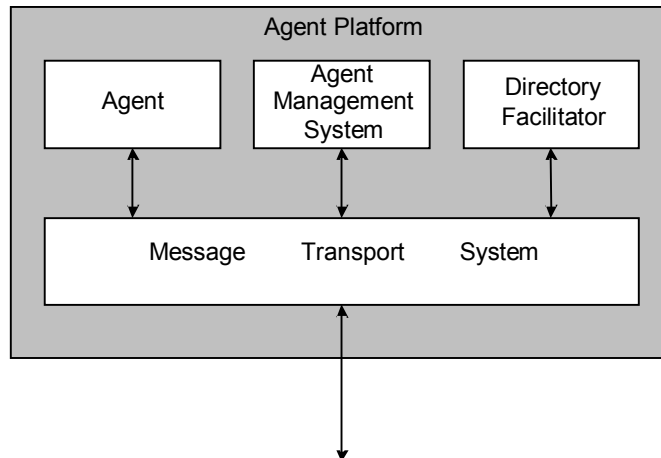 Agent Platform
Agent
Agent
Management
System
Directory
Facilitator
Message Transport System